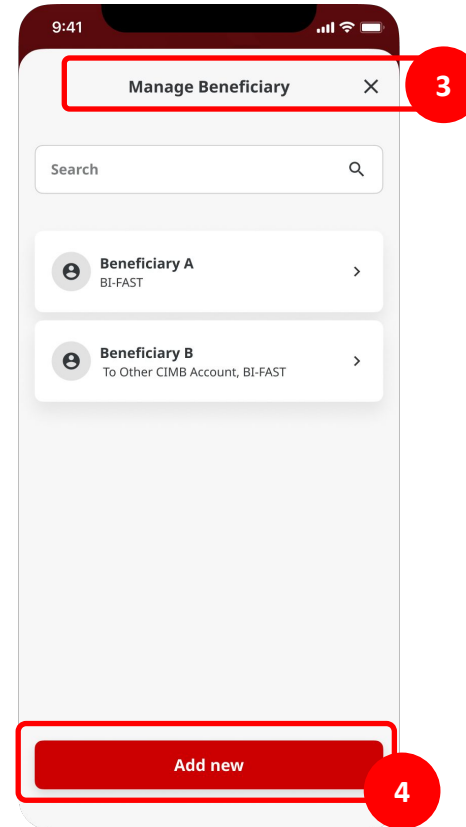 9:41
Manage Beneficiary
3
Search
Beneficiary A
BI-FAST
Beneficiary B
To Other CIMB Account, BI-FAST
Add new
4